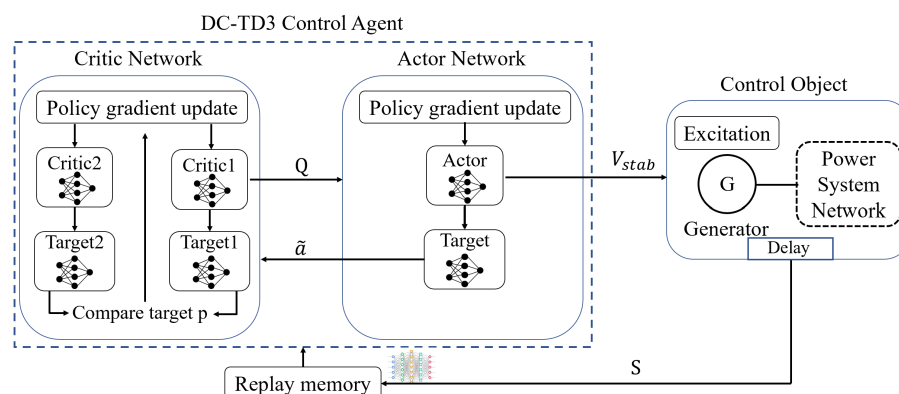 DC-TD3 Control Agent
Critic Network
Policy gradient update
Critic2
Critic1
Target2
Target1
Compare target p
Q
ã
Actor Network
Policy gradient update
Actor
Target
V_stab
Control Object
Excitation
G
Generator
Power
System
Network
Delay
S
Replay memory